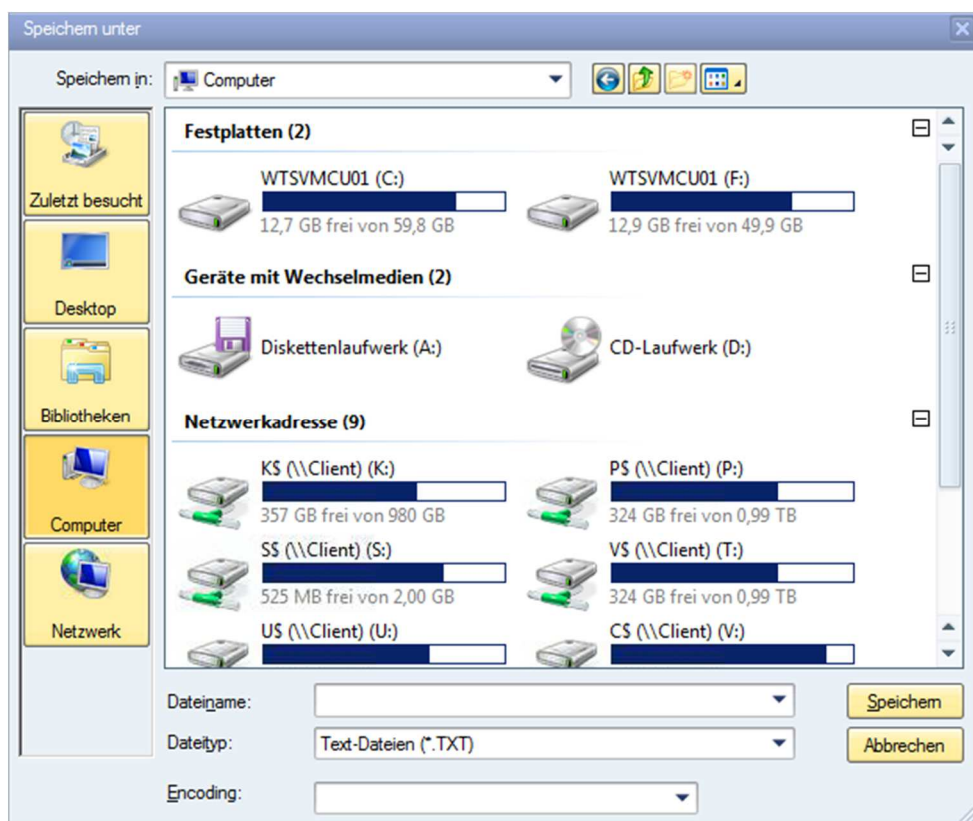 Speichern unter
Speichern in:
Computer
Zuletzt besucht
Desktop
Bibliotheken
Computer
Netzwerk
Festplatten (2)
WTSVMCU01 (C:)
12,7 GB frei von 59,8 GB
WTSVMCU01 (F:)
12,9 GB frei von 49,9 GB
Geräte mit Wechselmedien (2)
Diskettenlaufwerk (A:)
CD-Laufwerk (D:)
Netzwerkadresse (9)
K$ (\\Client) (K:)
357 GB frei von 980 GB
P$ (\\Client) (P:)
324 GB frei von 0,99 TB
S$ (\\Client) (S:)
525 MB frei von 2,00 GB
V$ (\\Client) (T:)
324 GB frei von 0,99 TB
U$ (\\Client) (U:)
C$ (\\Client) (V:)
Dateiname:
Speichern
Dateityp:
Text-Dateien (*.TXT)
Abbrechen
Encoding: